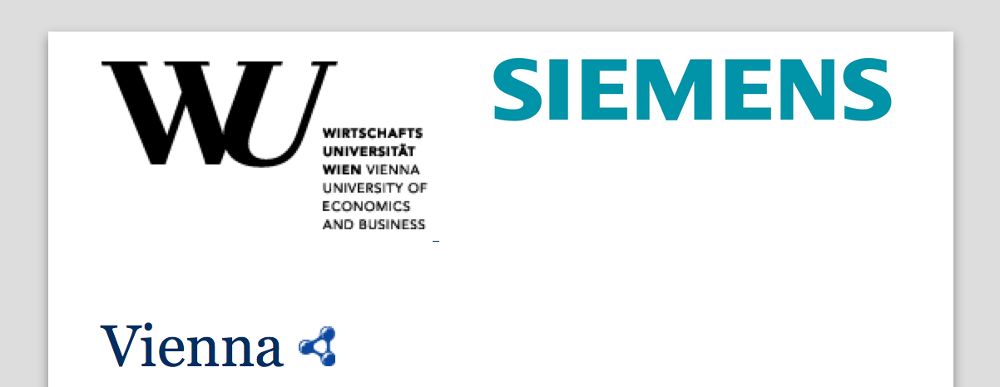 WU
WIRTSCHAFTS
UNIVERSITÄT
WIEN VIENNA
UNIVERSITY OF
ECONOMICS
AND BUSINESS
SIEMENS
Vienna